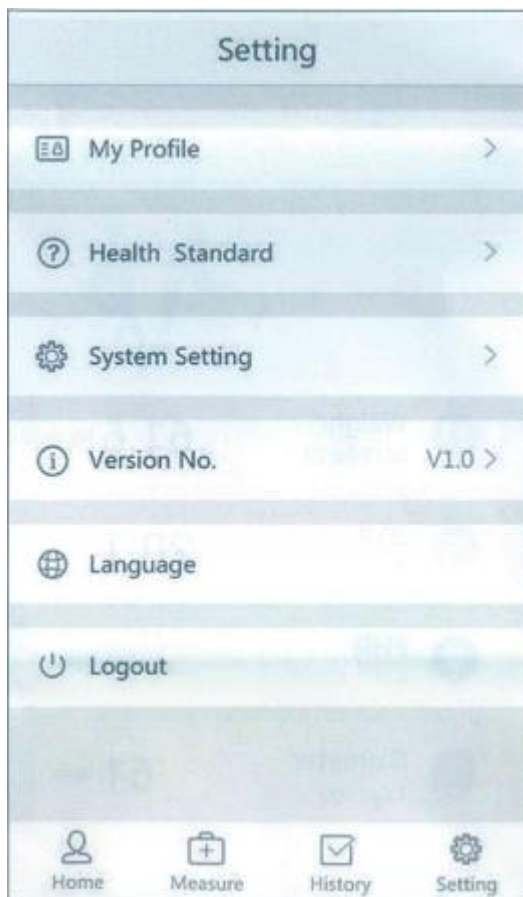 Setting
My Profile >
Health Standard >
System Setting >
Version No. V1.0 >
Language
Logout
Home Measure History Setting